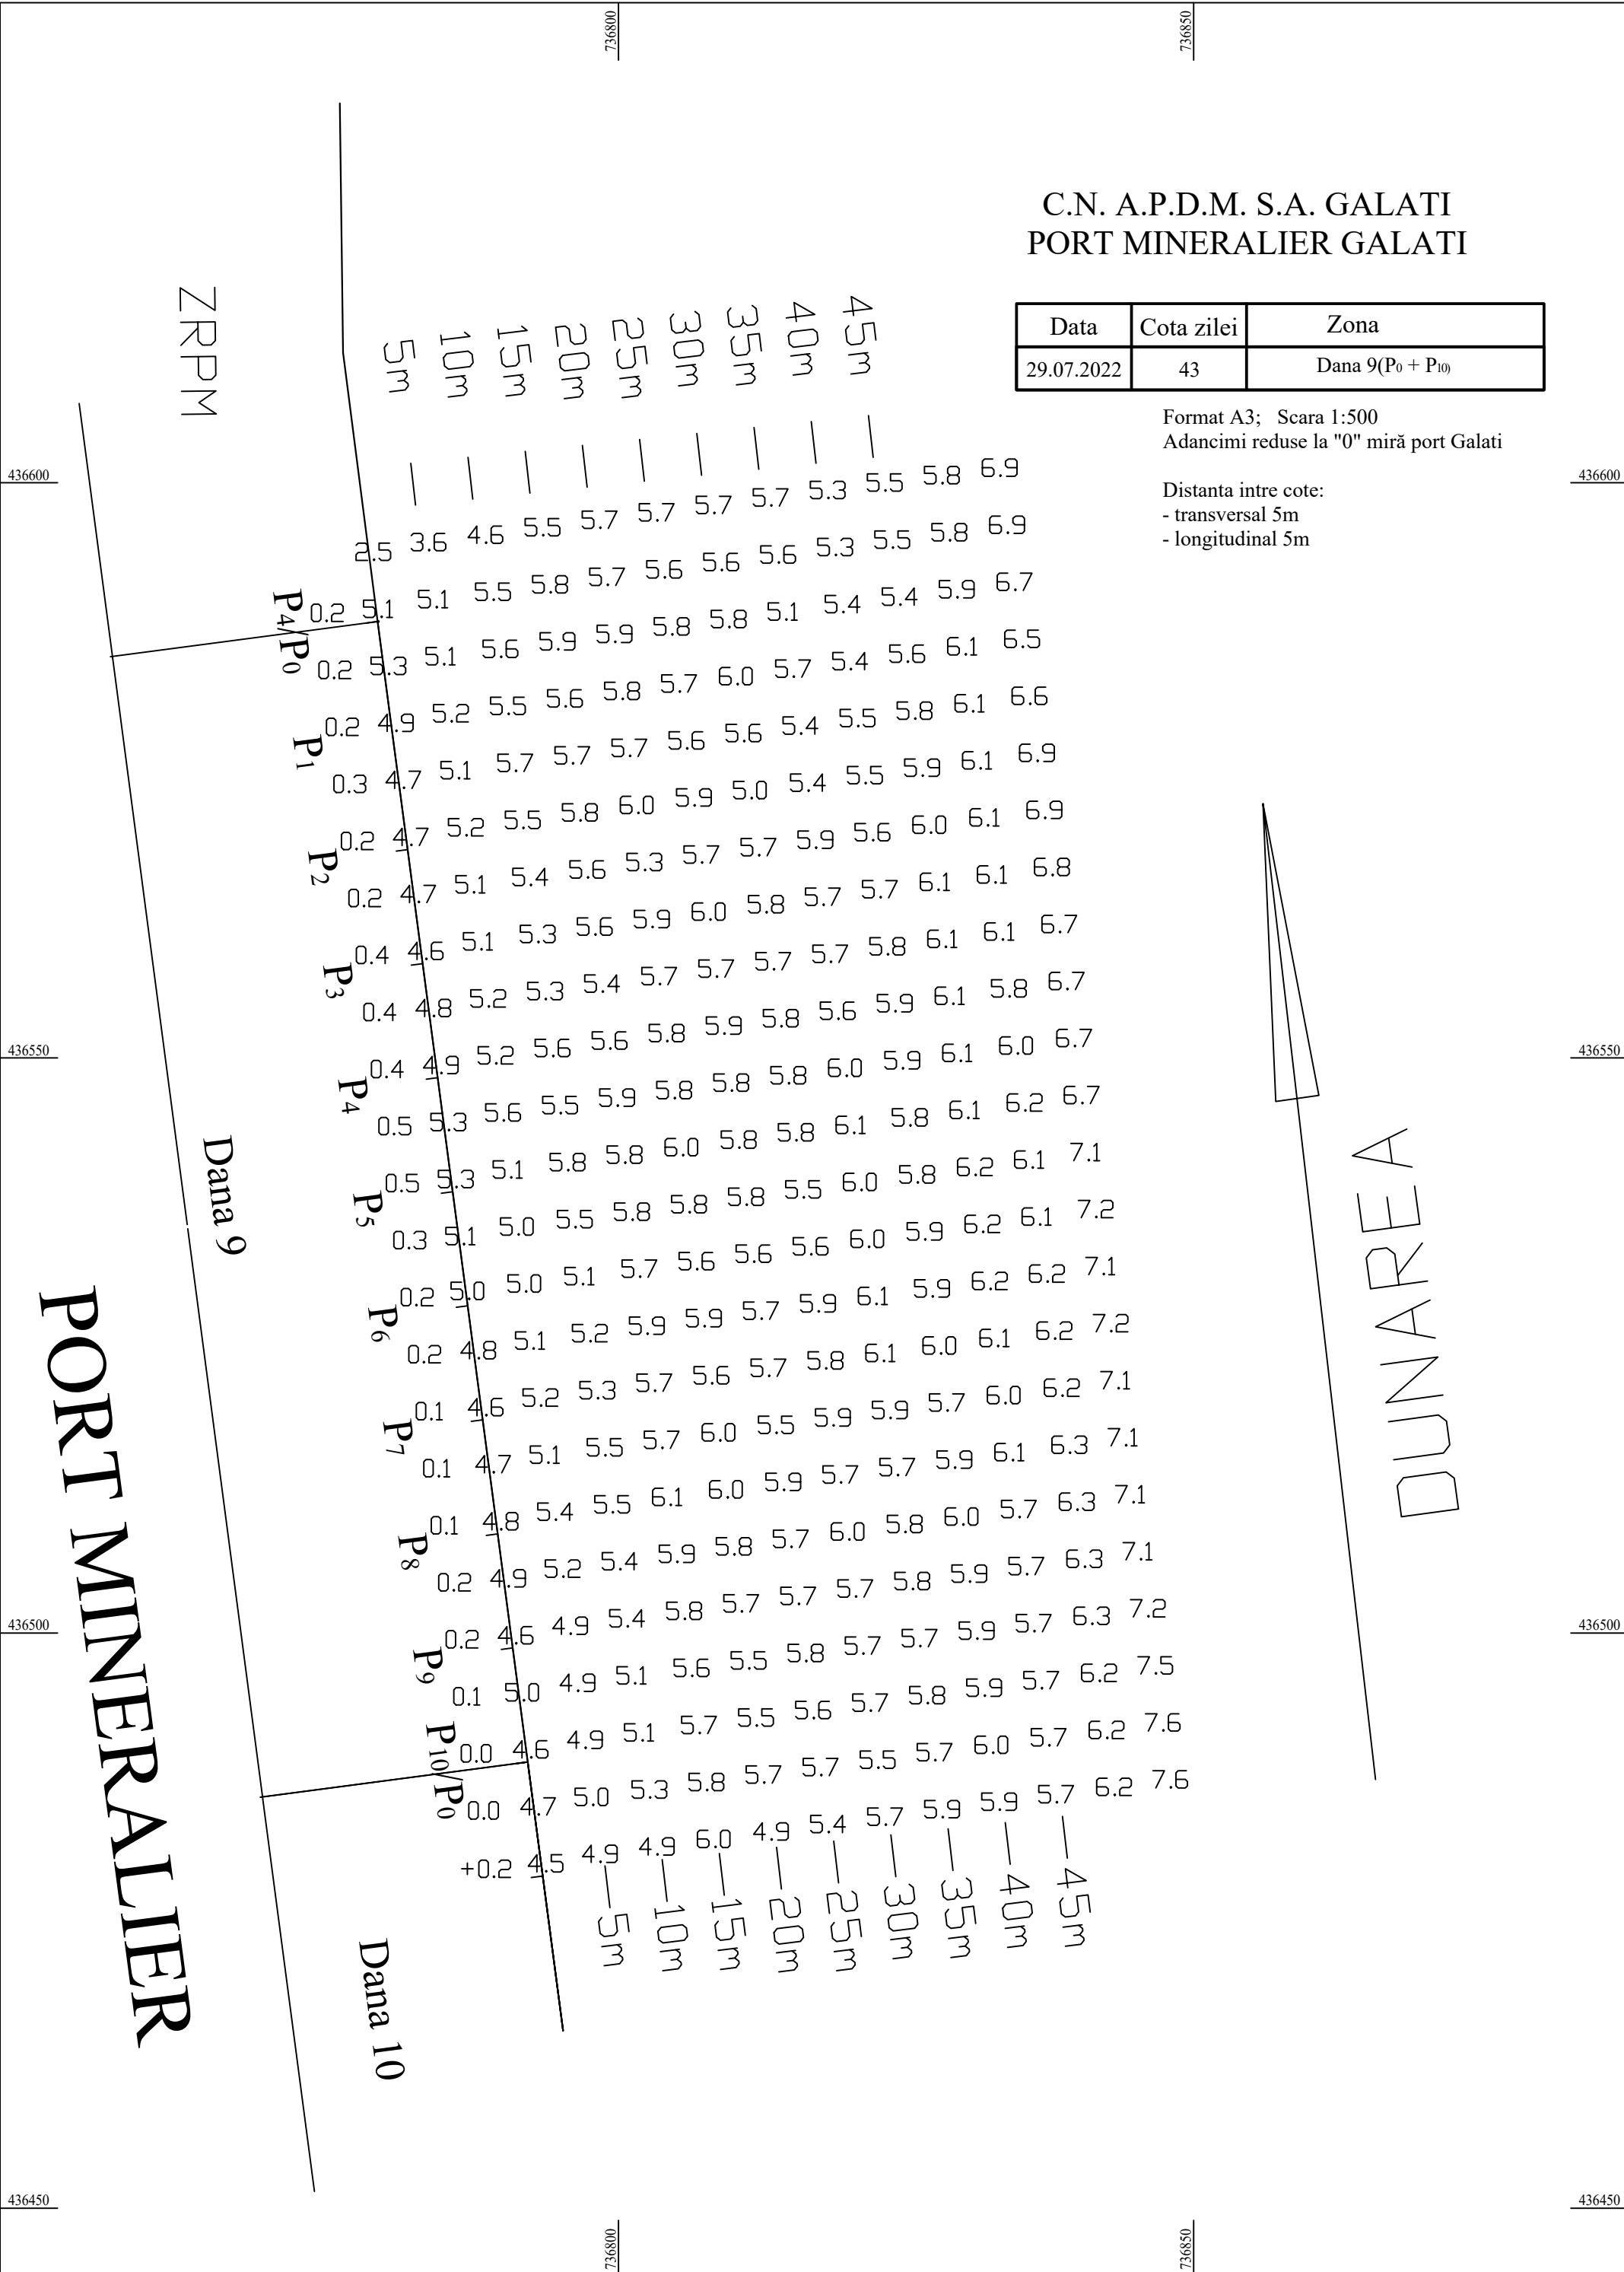 736800 736850
C.N. A.P.D.M. S.A. GALATI
PORT MINERALIER GALATI
Data Cota zilei Zona
29.07.2022 43 Dana 9(P0 + P10)
Format A3; Scara 1:500
Adancimi reduse la "0" miră port Galati
Distanta intre cote:
- transversal 5m
- longitudinal 5m
ZRPM
5m 10m 15m 20m 25m 30m 35m 40m 45m
436600 436600
2.5 3.6 4.6 5.5 5.7 5.7 5.7 5.7 5.3 5.5 5.8 6.9
P4/P0
0.2 5.1 5.1 5.5 5.8 5.7 5.6 5.6 5.6 5.3 5.5 5.8 6.9
0.2 5.3 5.1 5.6 5.9 5.9 5.8 5.8 5.1 5.4 5.4 5.9 6.7
0.2 4.9 5.2 5.5 5.6 5.8 5.7 6.0 5.7 5.4 5.6 6.1 6.5
P1
0.3 4.7 5.1 5.7 5.7 5.7 5.6 5.6 5.4 5.5 5.8 6.1 6.6
0.2 4.7 5.2 5.5 5.8 6.0 5.9 5.0 5.4 5.5 5.9 6.1 6.9
P2
0.2 4.7 5.1 5.4 5.6 5.3 5.7 5.7 5.9 5.6 6.0 6.1 6.9
0.4 4.6 5.1 5.3 5.6 5.9 6.0 5.8 5.7 5.7 6.1 6.1 6.8
P3
0.4 4.8 5.2 5.3 5.4 5.7 5.7 5.7 5.7 5.8 6.1 6.1 6.7
436550 436550
0.4 4.9 5.2 5.6 5.6 5.8 5.9 5.8 5.6 5.9 6.1 5.8 6.7
P4
0.5 5.3 5.6 5.5 5.9 5.8 5.8 5.8 6.0 5.9 6.1 6.0 6.7
0.5 5.3 5.1 5.8 5.8 6.0 5.8 5.8 6.1 5.8 6.1 6.2 6.7
P5
0.3 5.1 5.0 5.5 5.8 5.8 5.8 5.5 6.0 5.8 6.2 6.1 7.1
0.2 5.0 5.0 5.1 5.7 5.6 5.6 5.6 6.0 5.9 6.2 6.1 7.2
P6
0.2 4.8 5.1 5.2 5.9 5.9 5.7 5.9 6.1 5.9 6.2 6.2 7.1
0.1 4.6 5.2 5.3 5.7 5.6 5.7 5.8 6.1 6.0 6.1 6.2 7.2
P7
0.1 4.7 5.1 5.5 5.7 6.0 5.5 5.9 5.9 5.7 6.0 6.2 7.1
0.1 4.8 5.4 5.5 6.1 6.0 5.9 5.7 5.7 5.9 6.1 6.3 7.1
P8
0.2 4.9 5.2 5.4 5.9 5.8 5.7 6.0 5.8 6.0 5.7 6.3 7.1
436500 436500
0.2 4.6 4.9 5.4 5.8 5.7 5.7 5.7 5.8 5.9 5.7 6.3 7.1
P9
0.1 5.0 4.9 5.1 5.6 5.5 5.8 5.7 5.7 5.9 5.7 6.3 7.2
0.0 4.6 4.9 5.1 5.7 5.5 5.6 5.7 5.8 5.9 5.7 6.2 7.5
P10/P0
0.0 4.7 5.0 5.3 5.8 5.7 5.7 5.5 5.7 6.0 5.7 6.2 7.6
+0.2 4.5 4.9 4.9 6.0 4.9 5.4 5.7 5.9 5.9 5.7 6.2 7.6
5m 10m 15m 20m 25m 30m 35m 40m 45m
Dana 9
Dana 10
PORT MINERALIER
DUNAREA
436450 436450
736800 736850